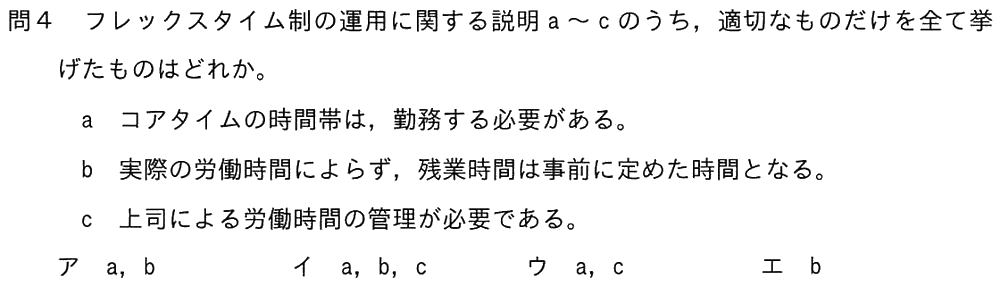 問４　フレックスタイム制の運用に関する説明 a ～ c のうち，適切なものだけを全て挙
げたものはどれか。
a　コアタイムの時間帯は，勤務する必要がある。
b　実際の労働時間によらず，残業時間は事前に定めた時間となる。
c　上司による労働時間の管理が必要である。
ア　a，b　　イ　a，b，c　　ウ　a，c　　エ　b